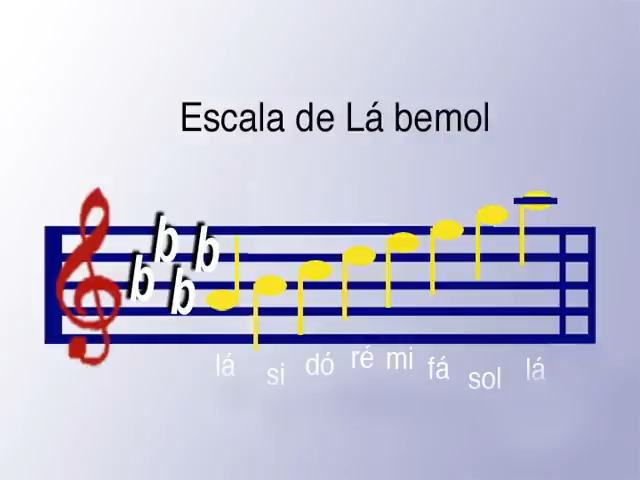 Escala de Lá bemol
b b
b b
lá si dó ré mi fá sol lá